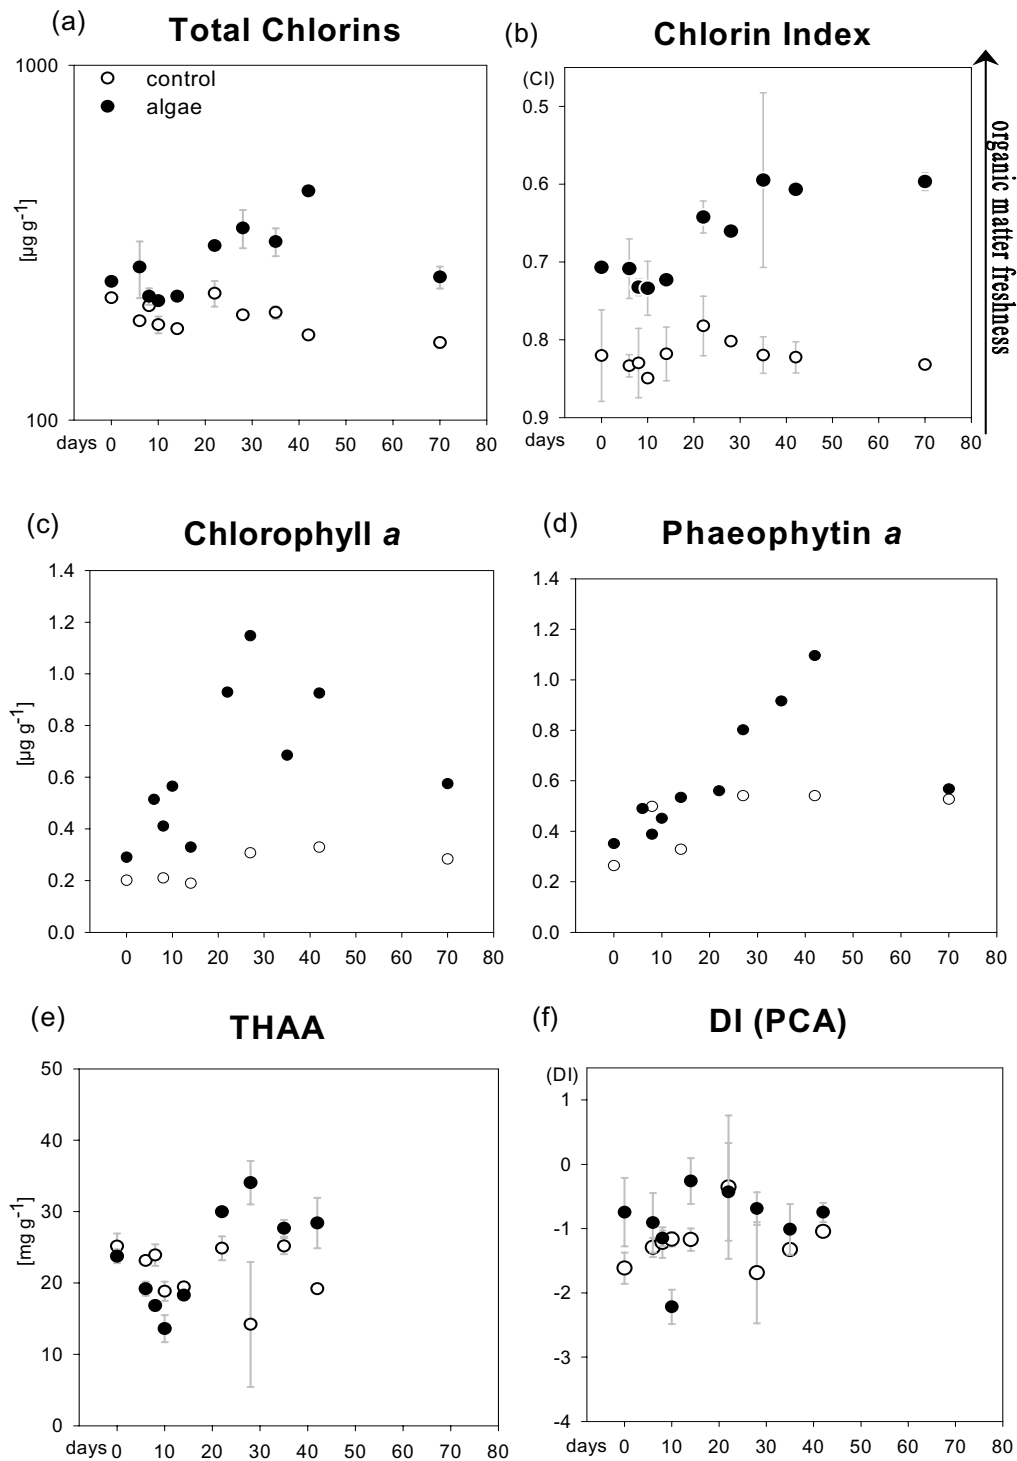 (a) Total Chlorins
1000
control
algae
[µg g-1]
100
days 0 10 20 30 40 50 60 70 80
(b) Chlorin Index
(CI)
0.5
0.6
0.7
0.8
0.9
days 0 10 20 30 40 50 60 70 80
organic matter freshness
(c) Chlorophyll a
1.4
1.2
1.0
0.8
0.6
0.4
0.2
0.0
[µg g-1]
0 10 20 30 40 50 60 70 80
(d) Phaeophytin a
1.4
1.2
1.0
0.8
0.6
0.4
0.2
0.0
0 10 20 30 40 50 60 70 80
(e) THAA
50
40
30
20
10
0
[mg g-1]
days 0 10 20 30 40 50 60 70 80
(f) DI (PCA)
(DI)
1
0
-1
-2
-3
-4
days 0 10 20 30 40 50 60 70 80